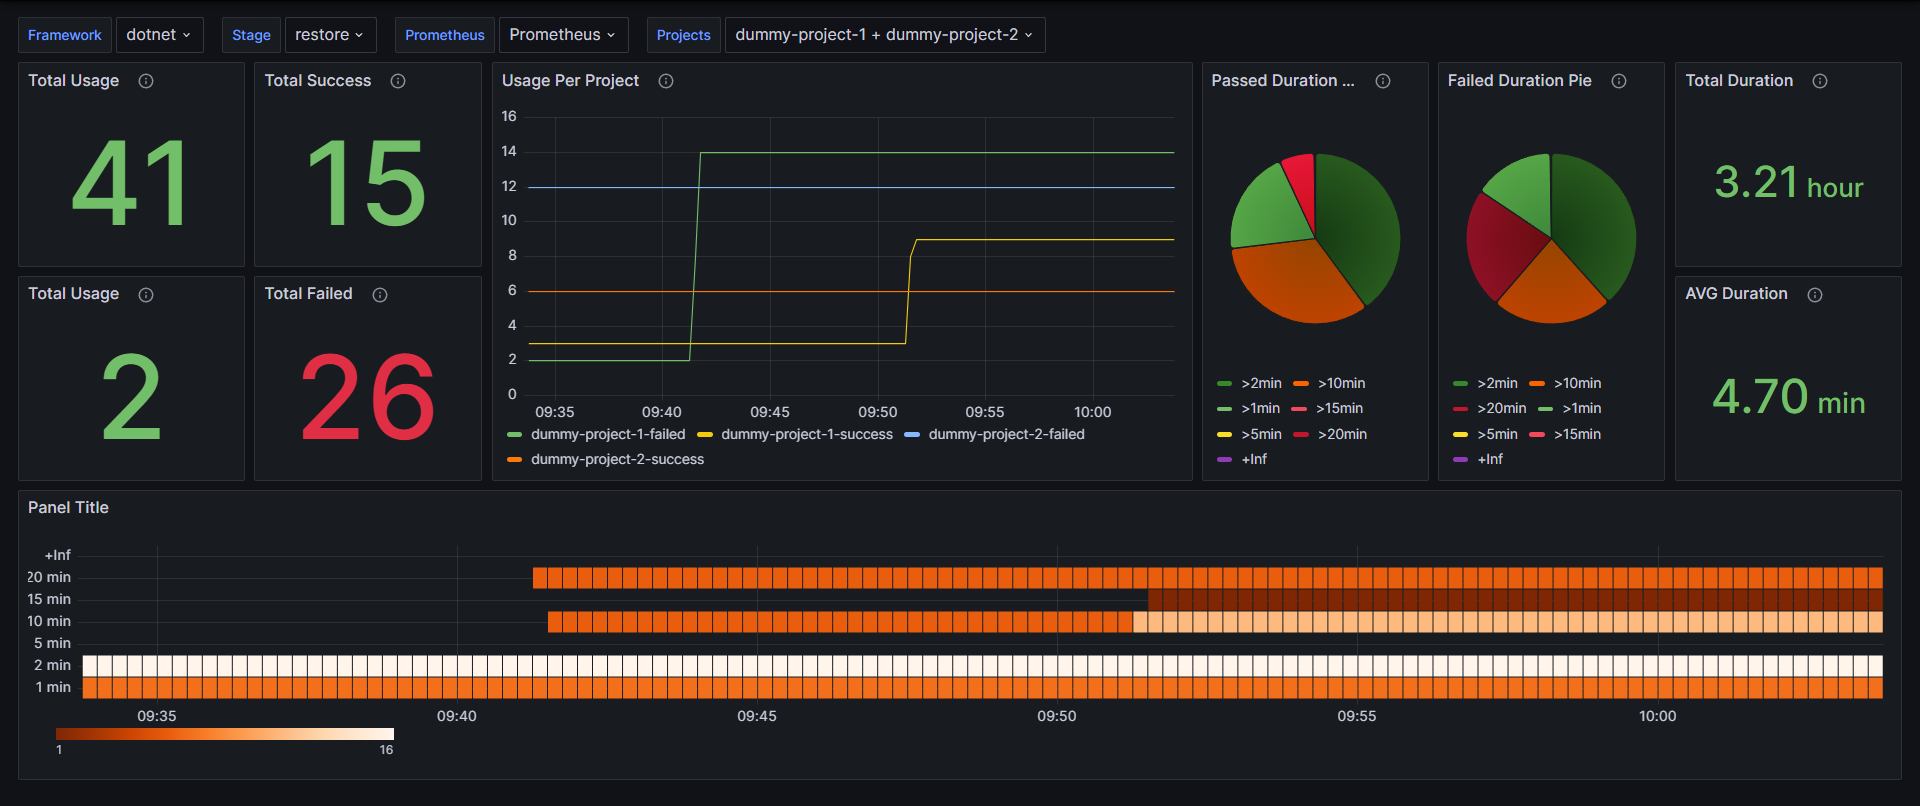 Framework dotnet Stage restore Prometheus Prometheus Projects dummy-project-1 + dummy-project-2
Total Usage
41
Total Success
15
Total Usage
2
Total Failed
26
Usage Per Project
16
14
12
10
8
6
4
2
0
09:35 09:40 09:45 09:50 09:55 10:00
dummy-project-1-failed dummy-project-1-success dummy-project-2-failed
dummy-project-2-success
Passed Duration ...
>2min >10min
>1min >15min
>5min >20min
+Inf
Failed Duration Pie
>2min >10min
>20min >1min
>5min >15min
+Inf
Total Duration
3.21 hour
AVG Duration
4.70 min
Panel Title
+Inf
20 min
15 min
10 min
5 min
2 min
1 min
09:35 09:40 09:45 09:50 09:55 10:00
1 16